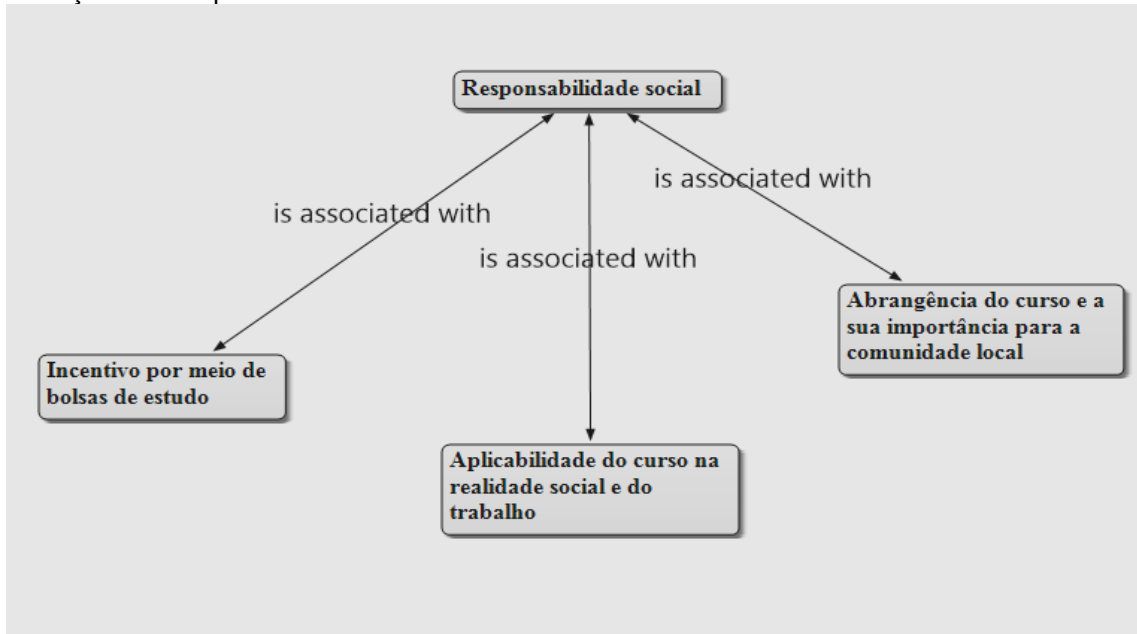 Responsabilidade social
is associated with
is associated with
is associated with
Abrangência do curso e a
sua importância para a
comunidade local
Incentivo por meio de
bolsas de estudo
Aplicabilidade do curso na
realidade social e do
trabalho